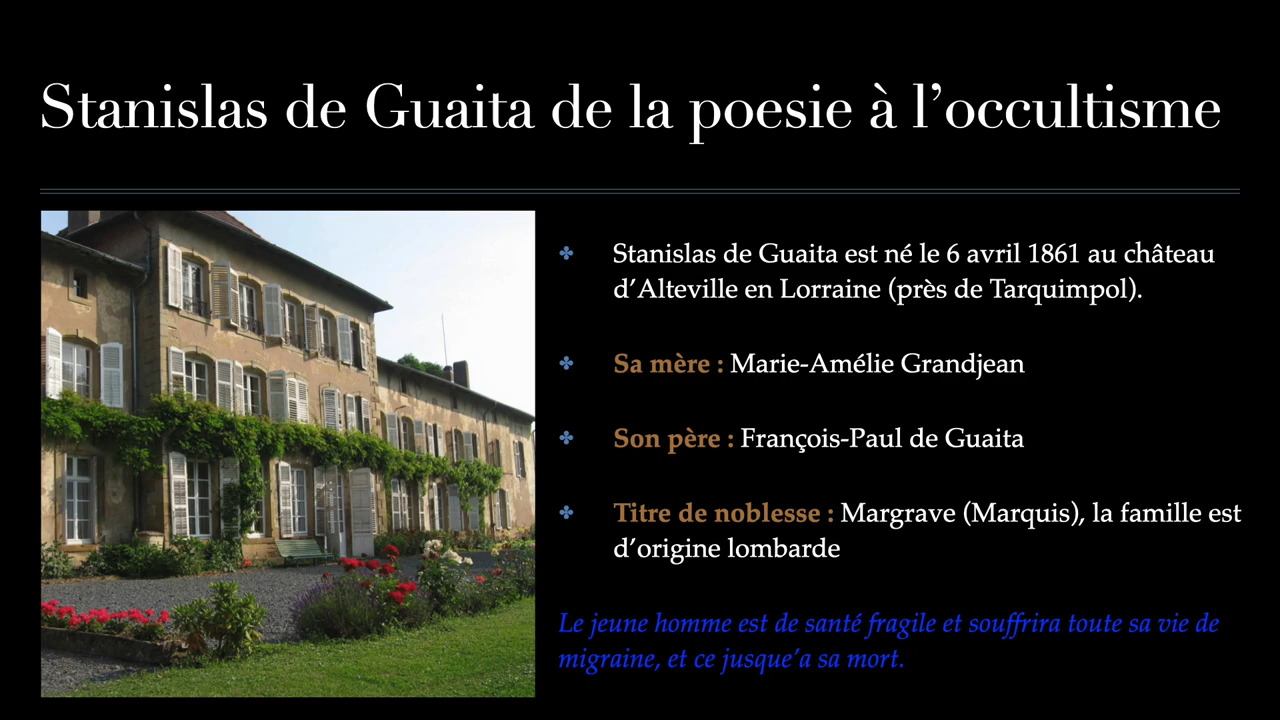 Stanislas de Guaita de la poesie à l’occultisme
Stanislas de Guaita est né le 6 avril 1861 au château
d’Alteville en Lorraine (près de Tarquimpol).
Sa mère : Marie-Amélie Grandjean
Son père : François-Paul de Guaita
Titre de noblesse : Margrave (Marquis), la famille est
d’origine lombarde
Le jeune homme est de santé fragile et souffrira toute sa vie de
migraine, et ce jusque’a sa mort.